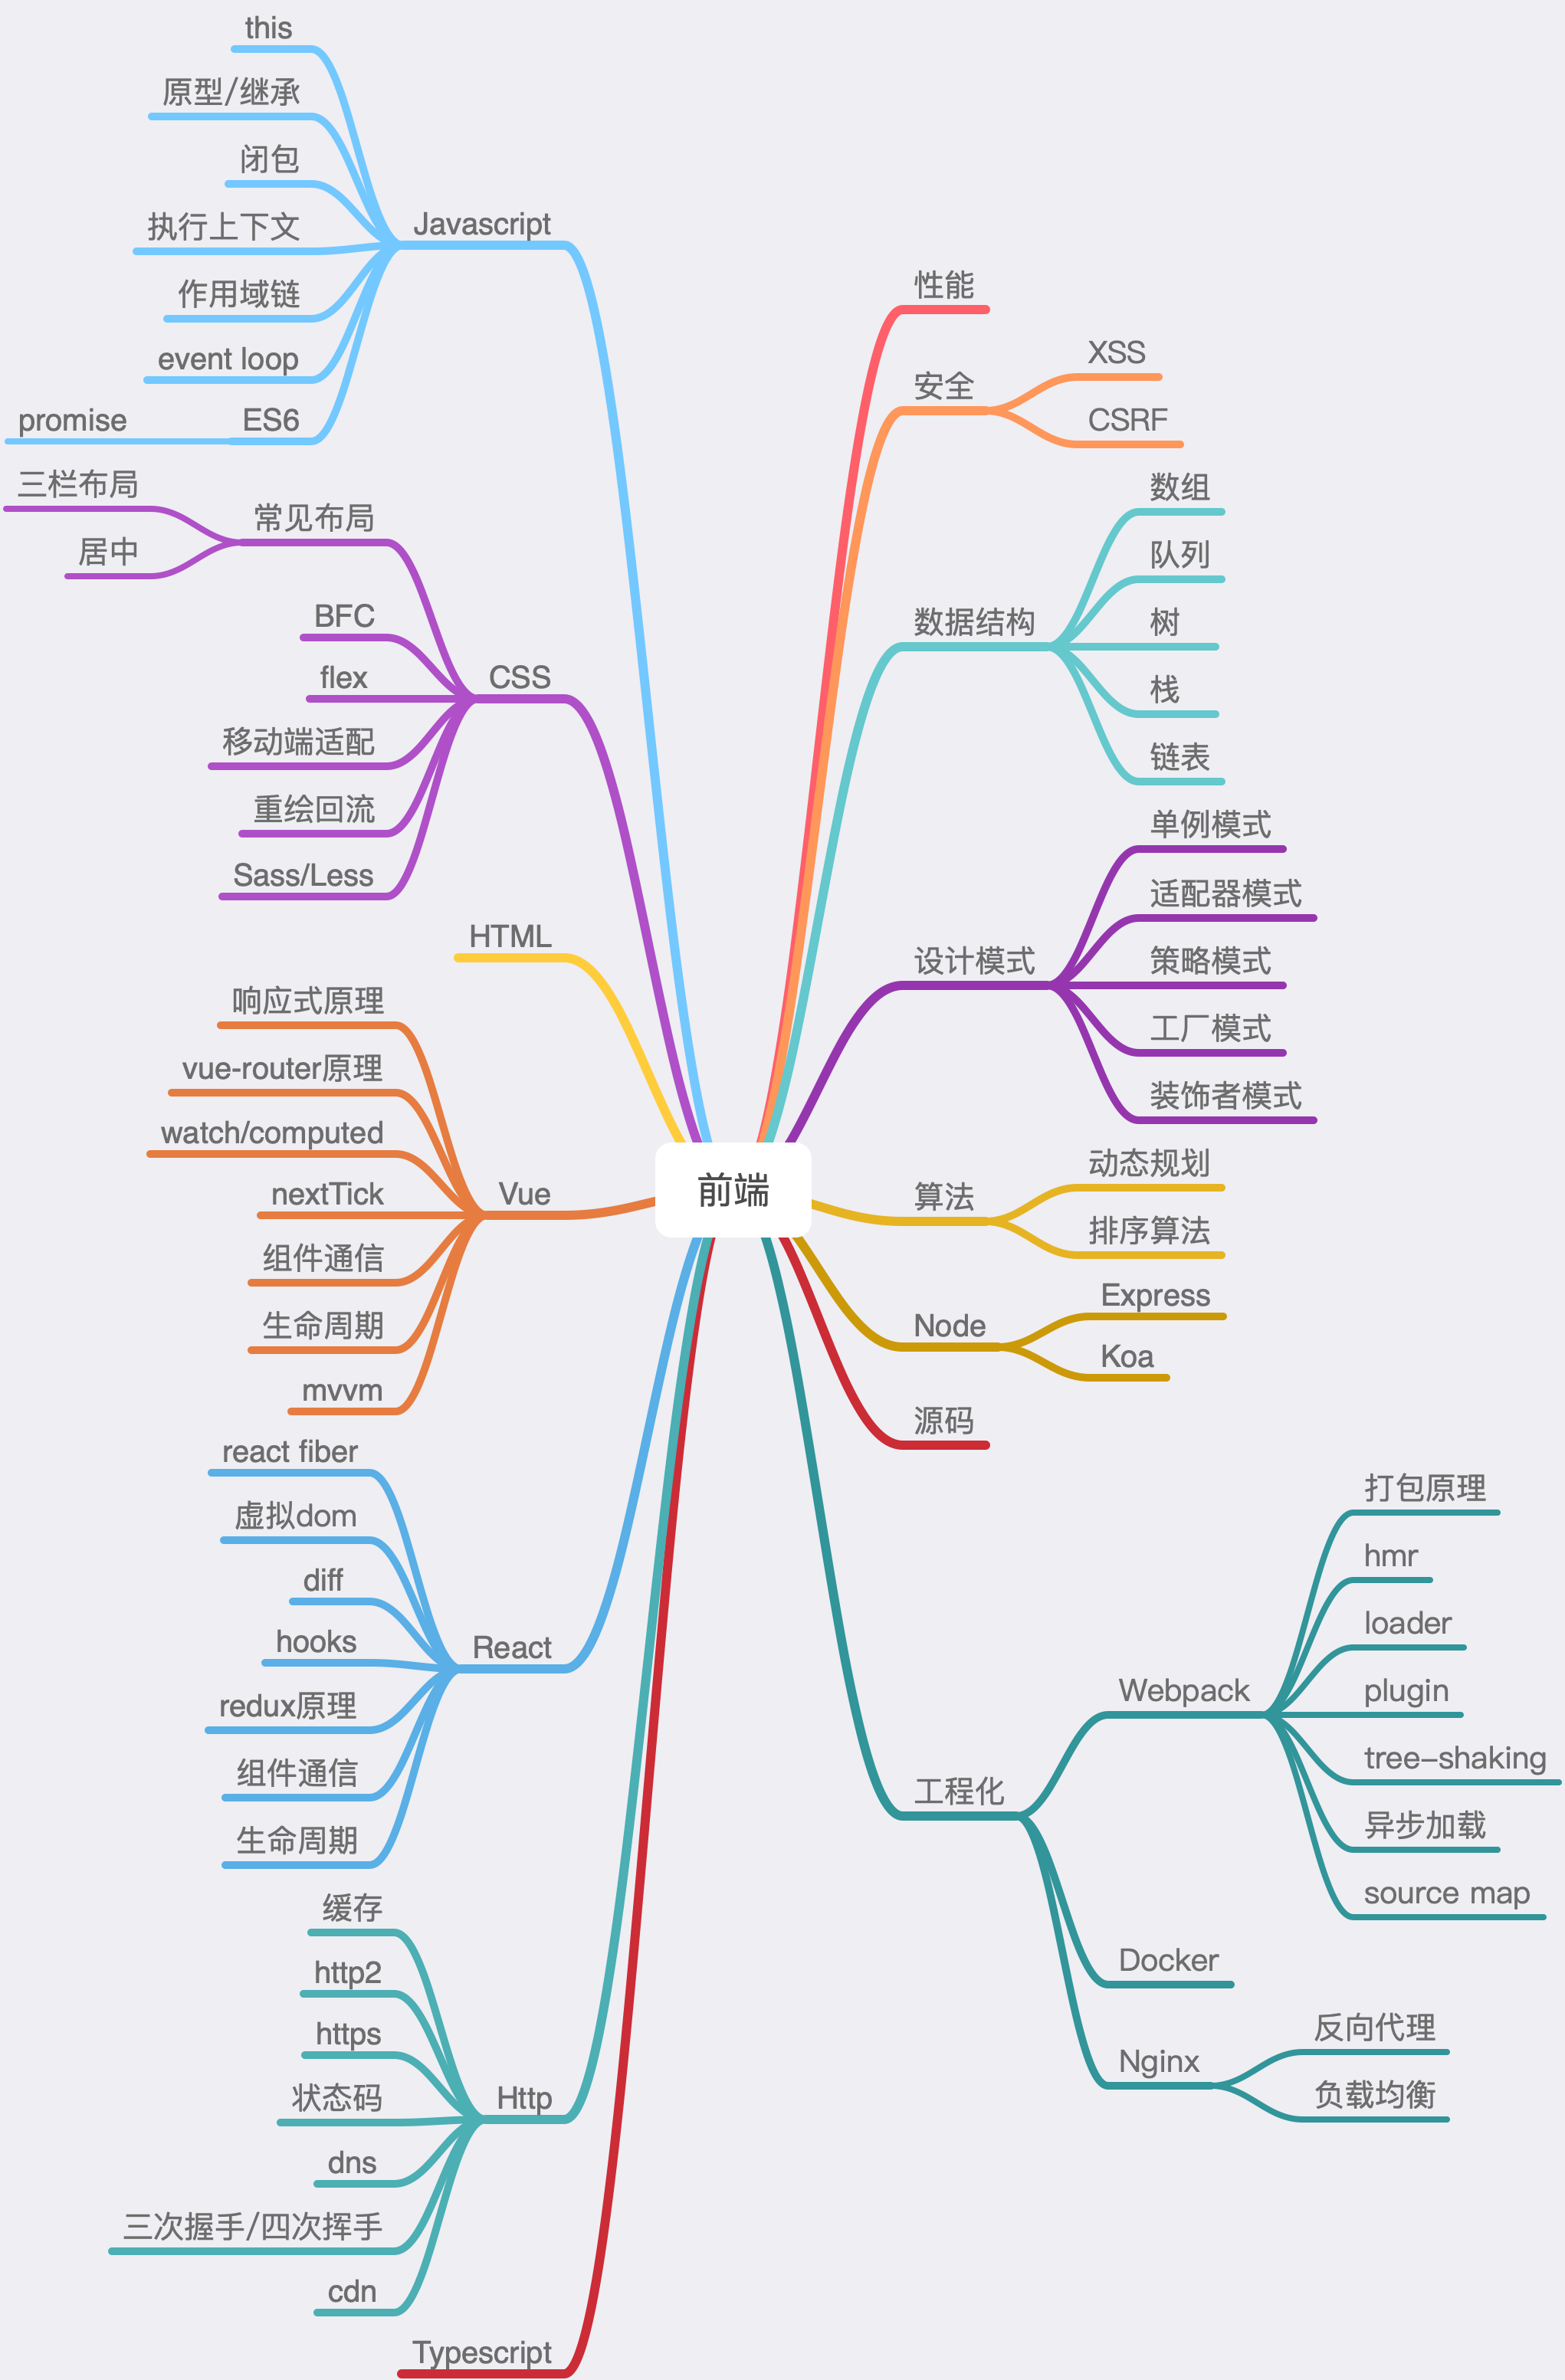 this
原型/继承
闭包
执行上下文
作用域链
event loop
ES6
promise
Javascript
三栏布局
居中
常见布局
BFC
flex
移动端适配
重绘回流
Sass/Less
CSS
HTML
响应式原理
vue-router原理
watch/computed
nextTick
组件通信
生命周期
mvvm
Vue
react fiber
虚拟dom
diff
hooks
redux原理
组件通信
生命周期
React
缓存
http2
https
状态码
dns
三次握手/四次挥手
cdn
Http
Typescript
前端
性能
安全
XSS
CSRF
数据结构
数组
队列
树
栈
链表
设计模式
单例模式
适配器模式
策略模式
工厂模式
装饰者模式
算法
动态规划
排序算法
Node
Express
Koa
源码
工程化
Webpack
打包原理
hmr
loader
plugin
tree–shaking
异步加载
source map
Docker
Nginx
反向代理
负载均衡